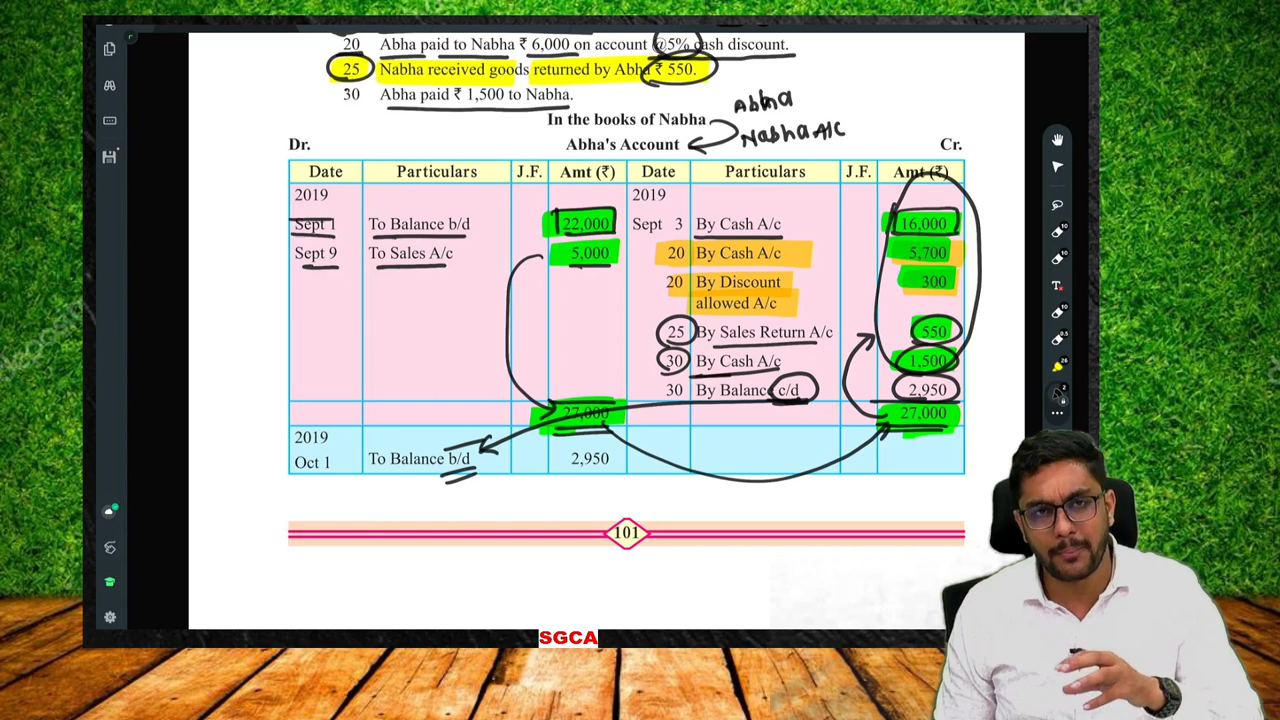 20 Abha paid to Nabha ₹ 6,000 on account @5% cash discount.
25 Nabha received goods returned by Abha ₹ 550.
30 Abha paid ₹ 1,500 to Nabha.
In the books of Nabha
Abha
Nabha A/C
Dr. Abha's Account Cr.
Date Particulars J.F. Amt (₹) Date Particulars J.F. Amt (₹)
2019 2019
Sept 1 To Balance b/d 22,000 Sept 3 By Cash A/c 16,000
Sept 9 To Sales A/c 5,000 20 By Cash A/c 5,700
20 By Discount 300
allowed A/c
25 By Sales Return A/c 550
30 By Cash A/c 1,500
30 By Balance c/d 2,950
27,000 27,000
2019
Oct 1 To Balance b/d 2,950
101
SGCA